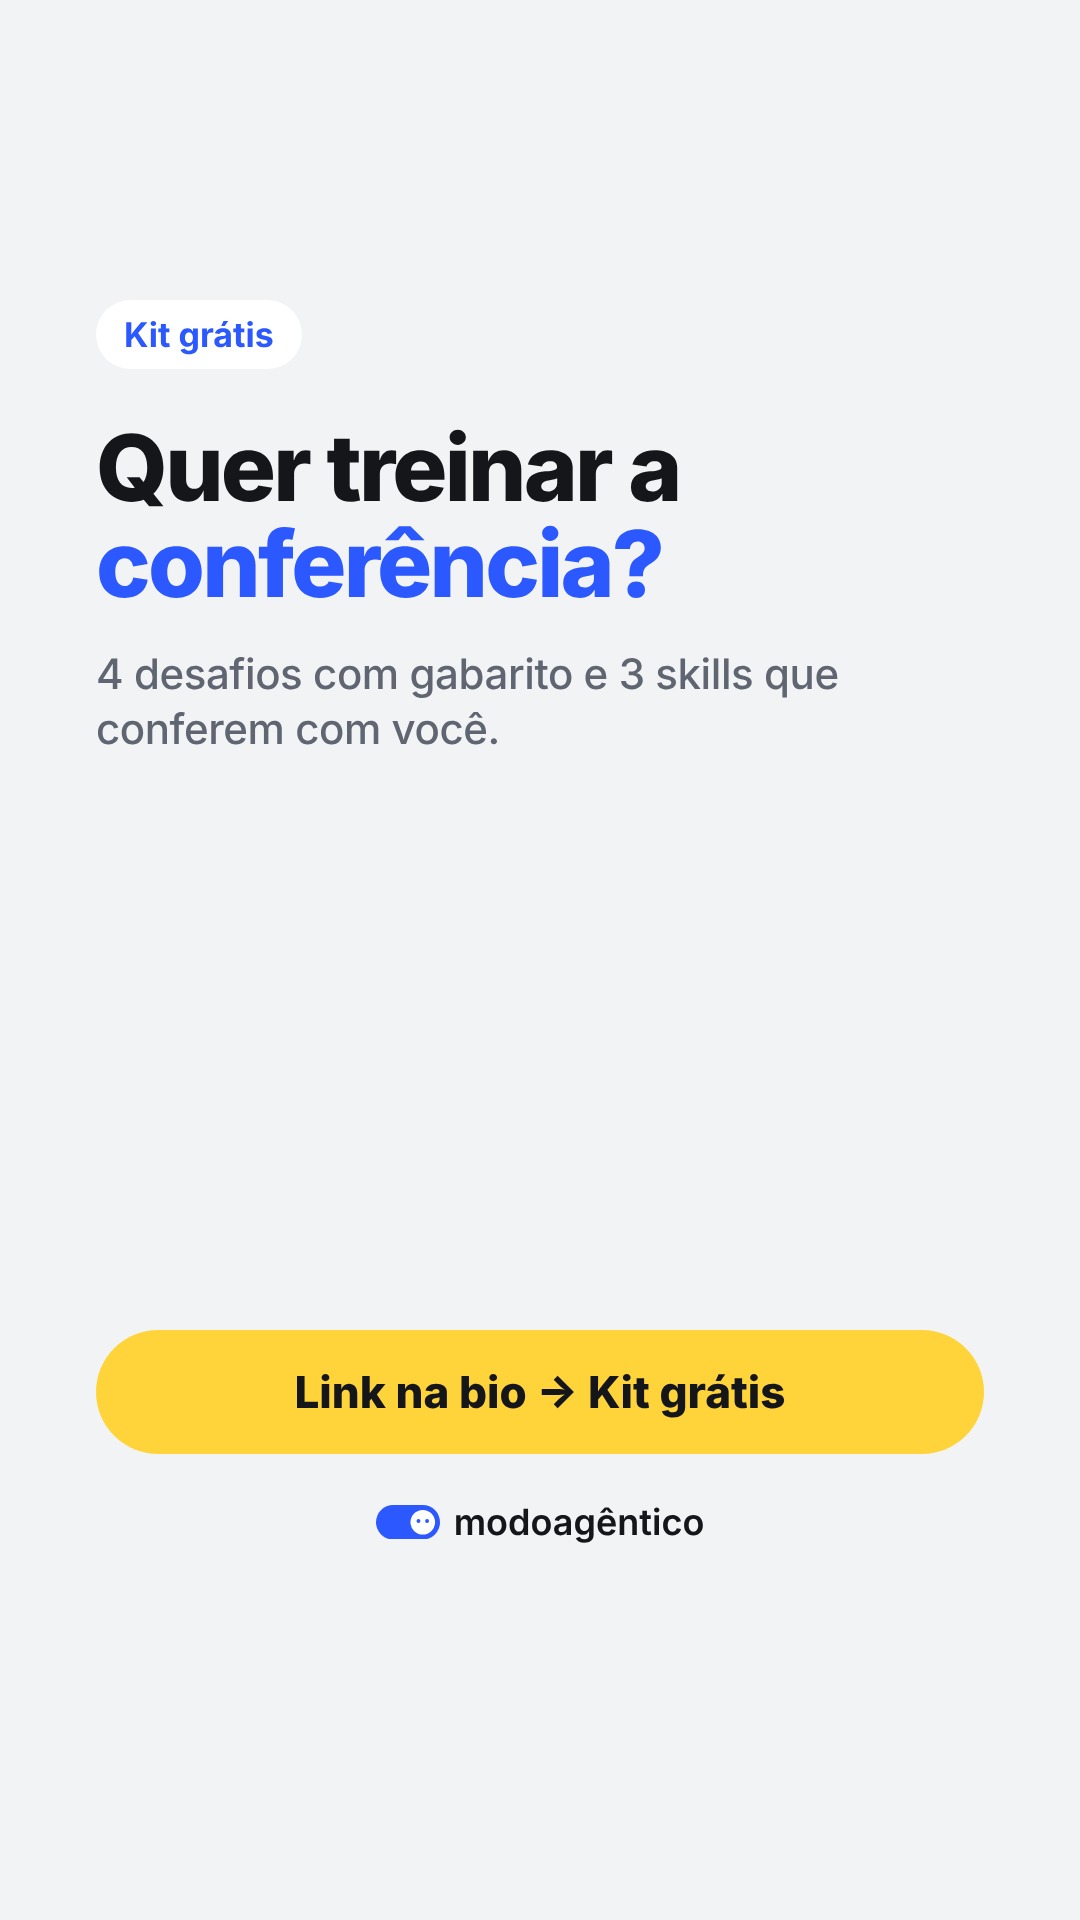 Kit grátis
Quer treinar a
conferência?
4 desafios com gabarito e 3 skills que
conferem com você.
Link na bio → Kit grátis
modoagêntico